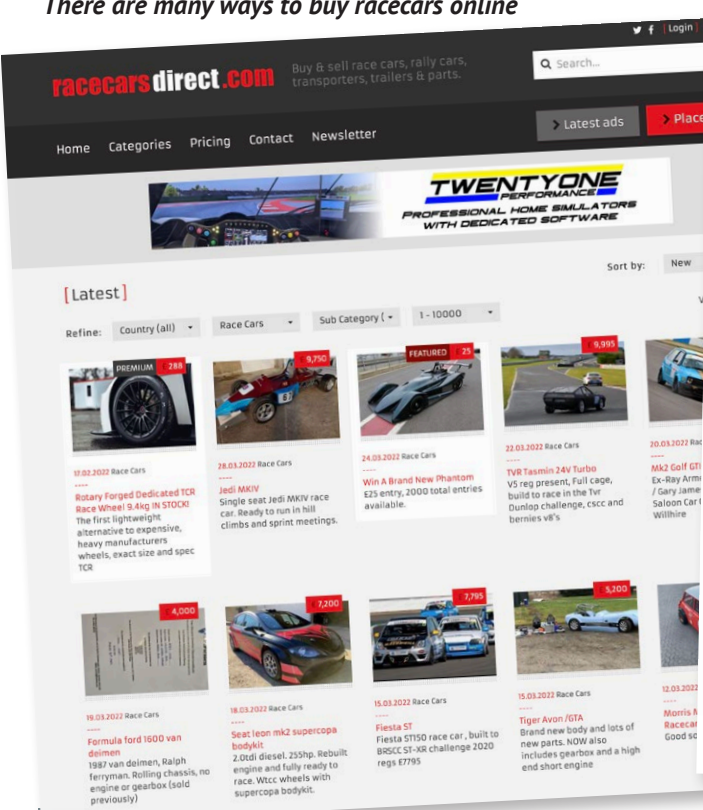 There are many ways to buy racecars online
[Login
racecarsdirect.com
Buy & sell race cars, rally cars,
transporters, trailers & parts.
Search...
Home Categories Pricing Contact Newsletter
> Latest ads
> Place
TWENTYONE
PERFORMANCE
PROFESSIONAL HOME SIMULATORS
WITH DEDICATED SOFTWARE
Sort by: New
[Latest]
Refine: Country (all) Race Cars Sub Category ( 1 - 10000
PREMIUM £ 288
£ 9,750
FEATURED £ 25
£ 9,995
17.02.2022 Race Cars
----
Rotary Forged Dedicated TCR
Race Wheel 9.4kg IN STOCK!
The first lightweight
alternative to expensive,
heavy manufacturers
wheels, exact size and spec
TCR
28.03.2022 Race Cars
----
Jedi MKIV
Single seat Jedi MKIV race
car. Ready to run in hill
climbs and sprint meetings.
24.03.2022 Race Cars
----
Win A Brand New Phantom
£25 entry, 2000 total entries
available.
22.03.2022 Race Cars
----
TVR Tasmin 24V Turbo
V5 reg present, Full cage,
build to race in the Tvr
Dunlop challenge, cscc and
bernies v8's
20.03.2022 Rac
----
Mk2 Golf GTI
Ex-Ray Arm
/ Gary Jame
Saloon Car
Willhire
£ 4,000
£ 7,200
£ 7,795
£ 5,200
19.03.2022 Race Cars
----
Formula ford 1600 van
deimen
1987 van deimen, Ralph
ferryman. Rolling chassis, no
engine or gearbox (sold
previously)
18.03.2022 Race Cars
----
Seat leon mk2 supercopa
bodykit
2.0tdi diesel. 255hp. Rebuilt
engine and fully ready to
race. Wtcc wheels with
supercopa bodykit.
15.03.2022 Race Cars
----
Fiesta ST
Fiesta ST150 race car , built to
BRSCC ST-XR challenge 2020
regs £7795
15.03.2022 Race Cars
----
Tiger Avon /GTA
Brand new body and lots of
new parts. NOW also
includes gearbox and a high
end short engine
12.03.2022
----
Morris M
Racecar
Good so